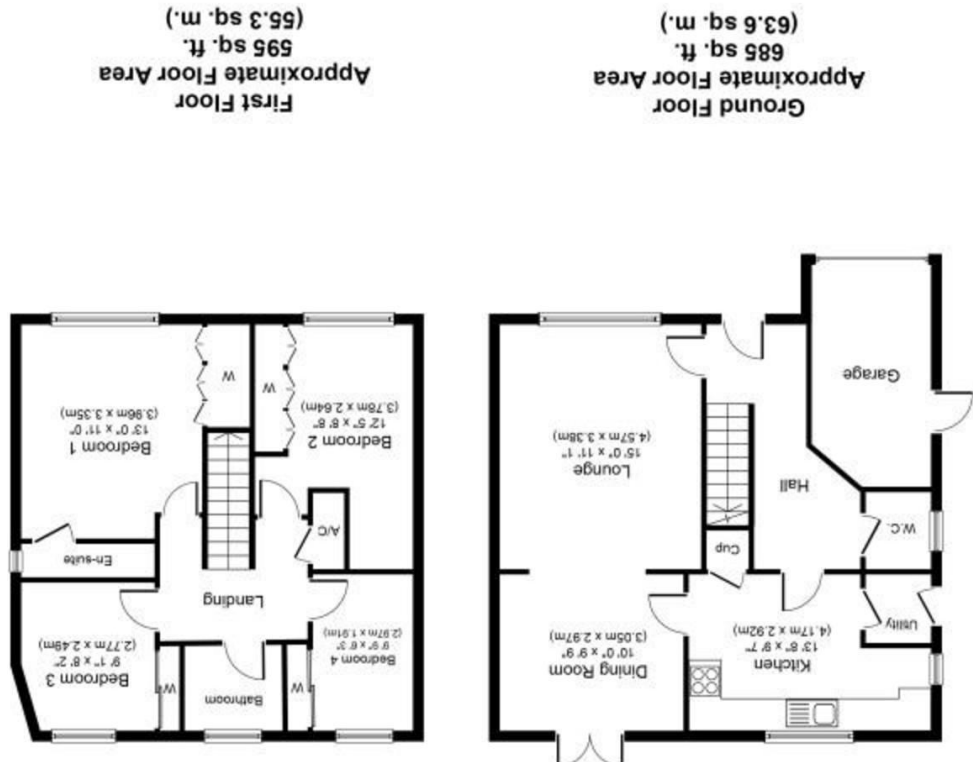 Kitchen
13' 8" x 9' 7"
(4.17m x 2.92m)
Dining Room
10' 0" x 9' 9"
(3.05m x 2.97m)
Utility
Cup
W.C.
Hall
Lounge
15' 0" x 11' 1"
(4.57m x 3.38m)
Garage
Ground Floor
Approximate Floor Area
685 sq. ft.
(63.6 sq. m.)
Bedroom 4
9' 9" x 6' 3"
(2.97m x 1.91m)
W
Bathroom
W
Bedroom 3
9' 1" x 8' 2"
(2.77m x 2.49m)
Landing
En-suite
A/C
Bedroom 2
12' 5" x 8' 8"
(3.78m x 2.64m)
W
W
Bedroom 1
13' 0" x 11' 0"
(3.96m x 3.35m)
First Floor
Approximate Floor Area
595 sq. ft.
(55.3 sq. m.)